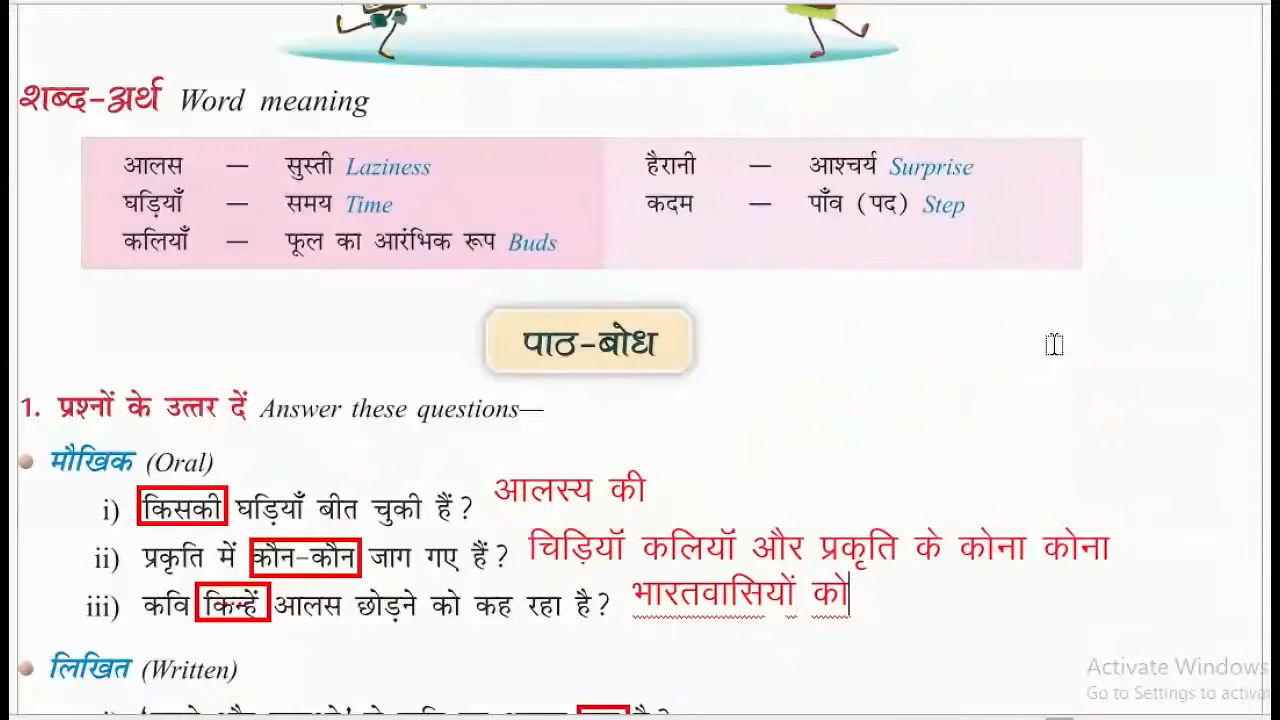 शब्द-अर्थ Word meaning
आलस — सुस्ती Laziness हैरानी — आश्चर्य Surprise
घड़ियाँ — समय Time कदम — पाँव (पद) Step
कलियाँ — फूल का आरंभिक रूप Buds
पाठ-बोध
1. प्रश्नों के उत्तर दें Answer these questions—
मौखिक (Oral)
i) किसकी घड़ियाँ बीत चुकी हैं? आलस्य की
ii) प्रकृति में कौन-कौन जाग गए हैं? चिड़ियॉ कलियॉ और प्रकृति के कोना कोना
iii) कवि किन्हें आलस छोड़ने को कह रहा है? भारतवासियों को
लिखित (Written)
Activate Windows
Go to Settings to activat